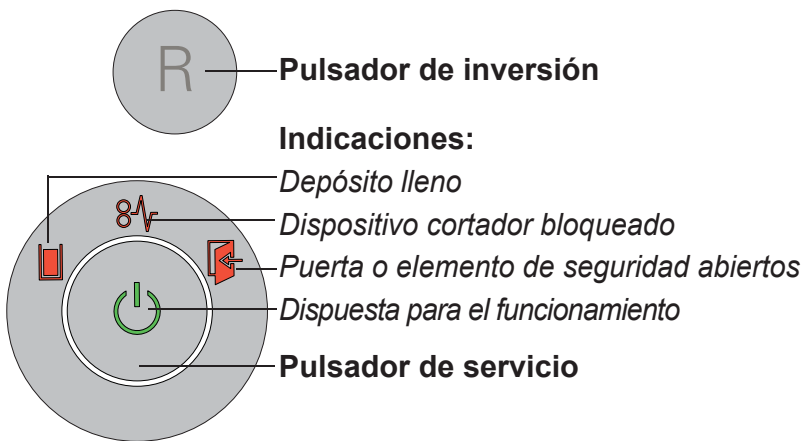 R
Pulsador de inversión
Indicaciones:
Depósito lleno
Dispositivo cortador bloqueado
Puerta o elemento de seguridad abiertos
Dispuesta para el funcionamiento
Pulsador de servicio